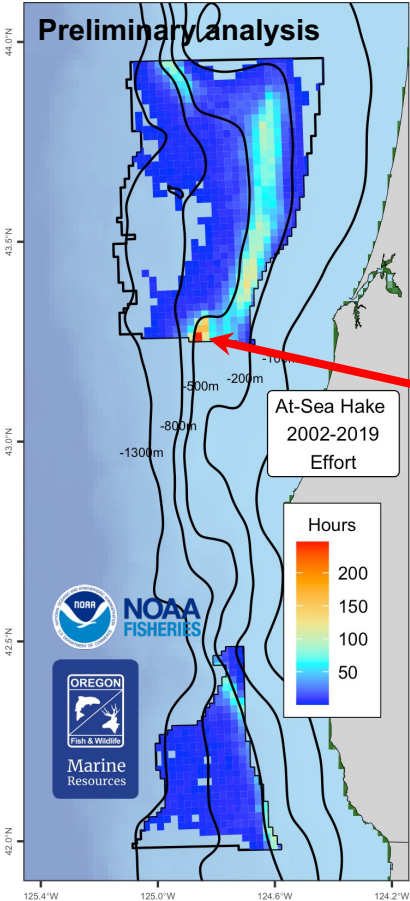 Preliminary analysis
44.0°N
43.5°N
43.0°N
42.5°N
42.0°N
-100m
-200m
-500m
-800m
-1300m
At-Sea Hake
2002-2019
Effort
Hours
200
150
100
50
NOAA
NOAA
FISHERIES
OREGON
Fish & Wildlife
Marine
Resources
125.4°W
125.0°W
124.6°W
124.2°W